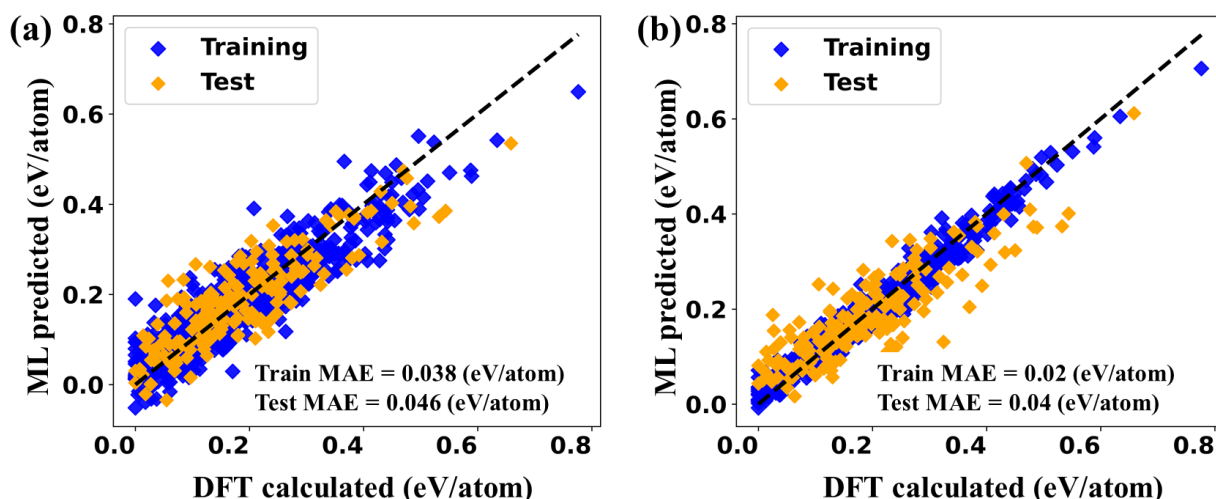 (a)
ML predicted (eV/atom)
0.8
0.6
0.4
0.2
0.0
Training
Test
Train MAE = 0.038 (eV/atom)
Test MAE = 0.046 (eV/atom)
0.0 0.2 0.4 0.6 0.8
DFT calculated (eV/atom)
(b)
ML predicted (eV/atom)
0.8
0.6
0.4
0.2
0.0
Training
Test
Train MAE = 0.02 (eV/atom)
Test MAE = 0.04 (eV/atom)
0.0 0.2 0.4 0.6 0.8
DFT calculated (eV/atom)